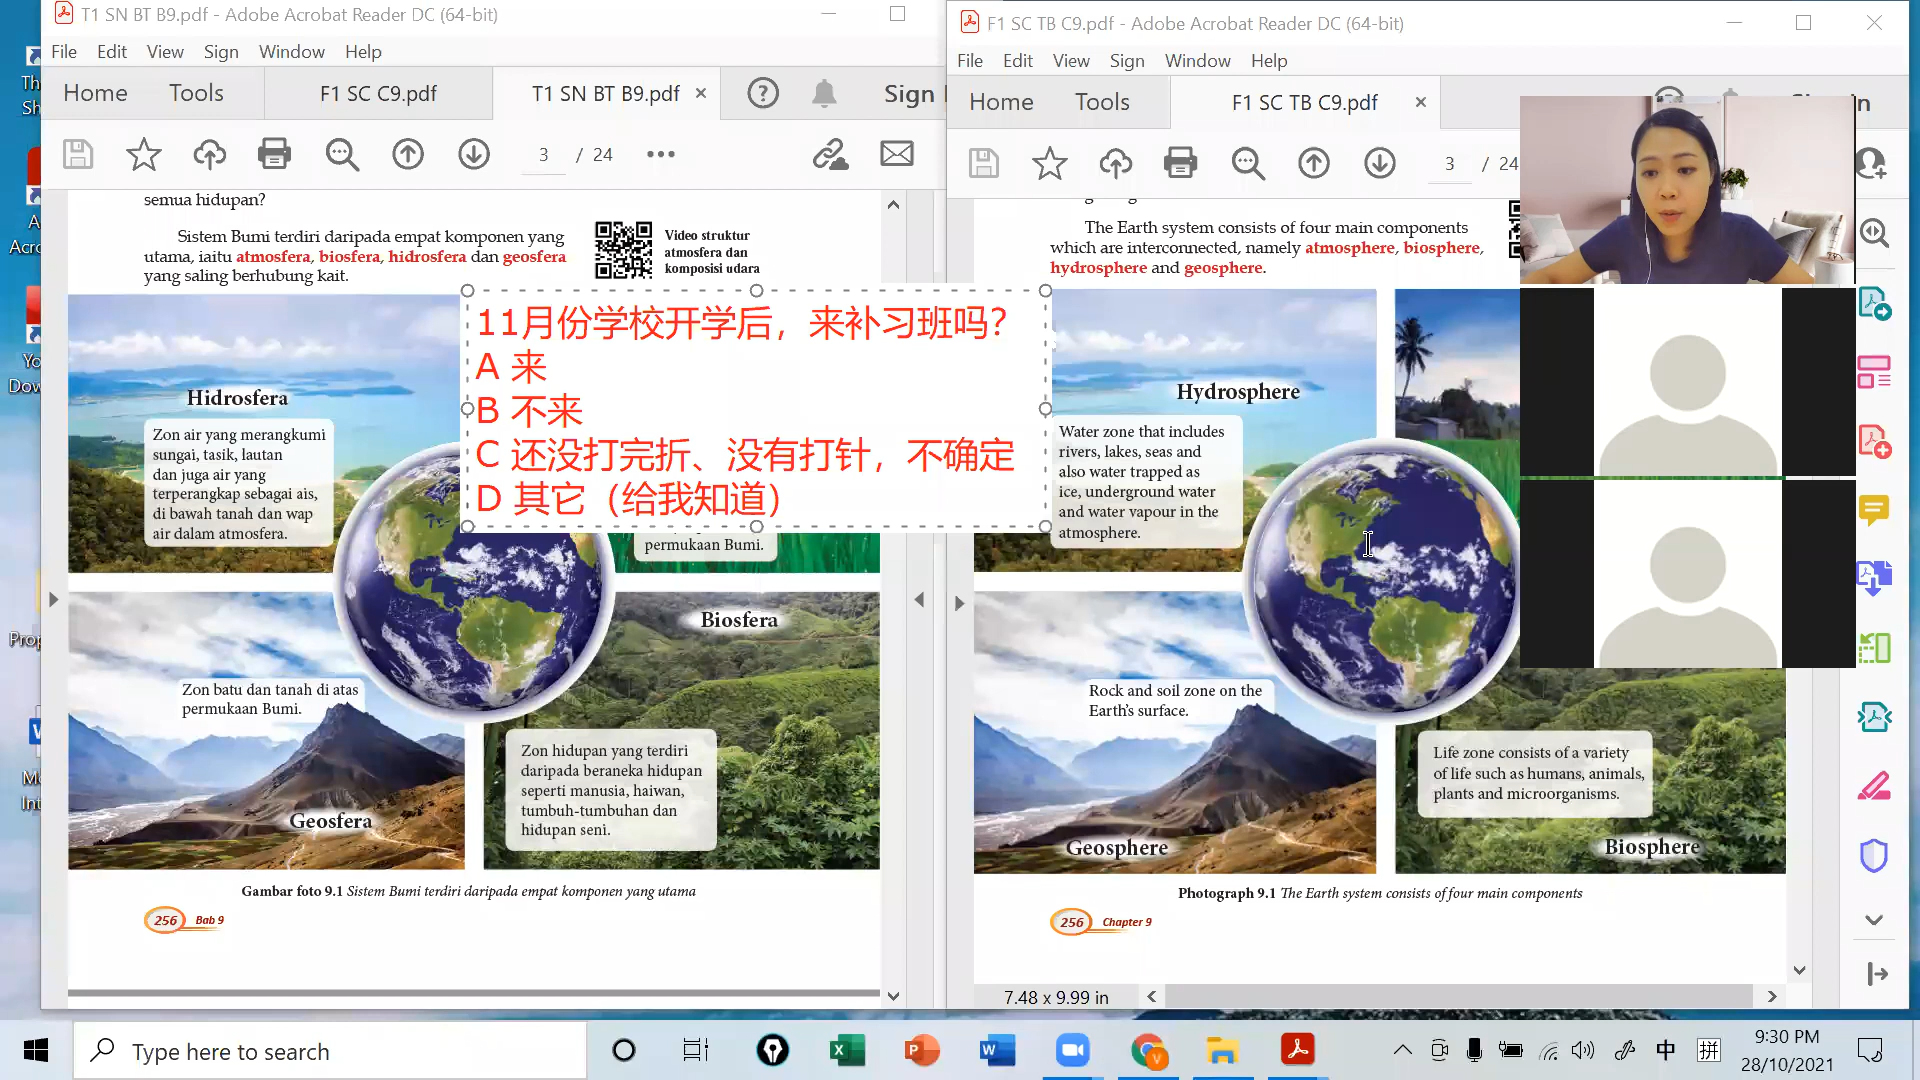 T1 SN BT B9.pdf - Adobe Acrobat Reader DC (64-bit)
File Edit View Sign Window Help
Home Tools F1 SC C9.pdf T1 SN BT B9.pdf × Sign
3 / 24
semua hidupan?
Sistem Bumi terdiri daripada empat komponen yang
utama, iaitu atmosfera, biosfera, hidrosfera dan geosfera
yang saling berhubung kait.
Video struktur
atmosfera dan
komposisi udara
Hidrosfera
Zon air yang merangkumi
sungai, tasik, lautan
dan juga air yang
terperangkap sebagai ais,
di bawah tanah dan wap
air dalam atmosfera.
permukaan Bumi.
Biosfera
Zon batu dan tanah di atas
permukaan Bumi.
Geosfera
Zon hidupan yang terdiri
daripada beraneka hidupan
seperti manusia, haiwan,
tumbuh-tumbuhan dan
hidupan seni.
Gambar foto 9.1 Sistem Bumi terdiri daripada empat komponen yang utama
256 Bab 9
11月份学校开学后，来补习班吗?
A 来
B 不来
C 还没打完折、没有打针，不确定
D 其它（给我知道）
F1 SC TB C9.pdf - Adobe Acrobat Reader DC (64-bit)
File Edit View Sign Window Help
Home Tools F1 SC TB C9.pdf ×
3 / 24
The Earth system consists of four main components
which are interconnected, namely atmosphere, biosphere,
hydrosphere and geosphere.
Hydrosphere
Water zone that includes
rivers, lakes, seas and
also water trapped as
ice, underground water
and water vapour in the
atmosphere.
Rock and soil zone on the
Earth's surface.
Geosphere
Life zone consists of a variety
of life such as humans, animals,
plants and microorganisms.
Biosphere
Photograph 9.1 The Earth system consists of four main components
256 Chapter 9
7.48 x 9.99 in
Type here to search
中 拼
9:30 PM
28/10/2021